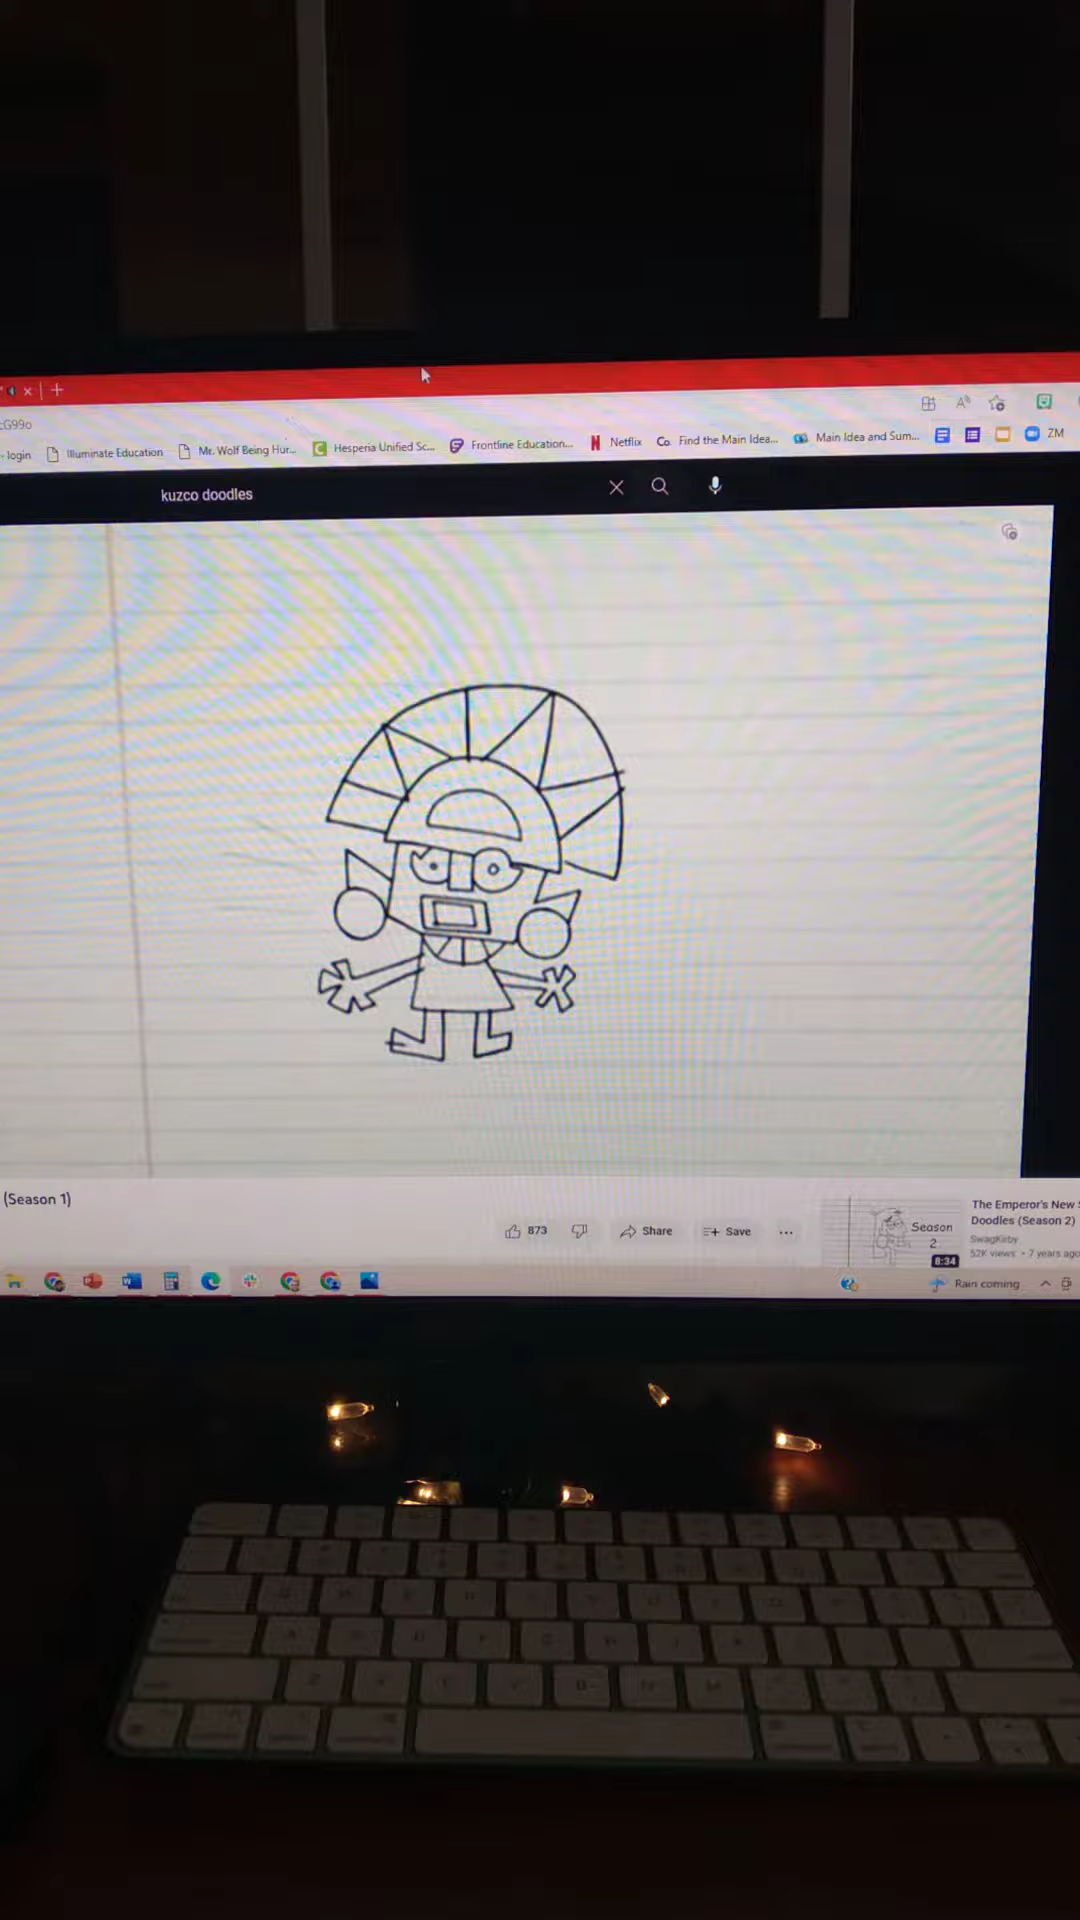 cG99o
login Illuminate Education Mr. Wolf Being Hur... Hesperia Unified Sc... Frontline Education... Netflix Co Find the Main Idea... Main Idea and Sum... ZM
kuzco doodles
(Season 1)
873 Share Save
The Emperor's New
Doodles (Season 2)
SwagKirby
52K views • 7 years ago
Season
2
8:34
Rain coming